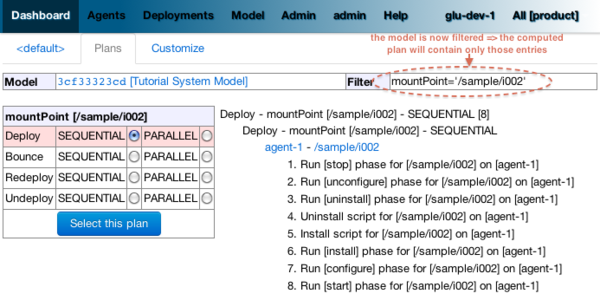 Dashboard Agents Deployments Model Admin admin Help glu-dev-1 All [product]
<default> Plans Customize
the model is now filtered => the computed
plan will contain only those entries
Model 3cf33323cd [Tutorial System Model] Filter mountPoint='/sample/i002'
mountPoint [/sample/i002]
Deploy SEQUENTIAL PARALLEL
Bounce SEQUENTIAL PARALLEL
Redeploy SEQUENTIAL PARALLEL
Undeploy SEQUENTIAL PARALLEL
Select this plan
Deploy - mountPoint [/sample/i002] - SEQUENTIAL [8]
Deploy - mountPoint [/sample/i002] - SEQUENTIAL
agent-1 - /sample/i002
1. Run [stop] phase for [/sample/i002] on [agent-1]
2. Run [unconfigure] phase for [/sample/i002] on [agent-1]
3. Run [uninstall] phase for [/sample/i002] on [agent-1]
4. Uninstall script for [/sample/i002] on [agent-1]
5. Install script for [/sample/i002] on [agent-1]
6. Run [install] phase for [/sample/i002] on [agent-1]
7. Run [configure] phase for [/sample/i002] on [agent-1]
8. Run [start] phase for [/sample/i002] on [agent-1]